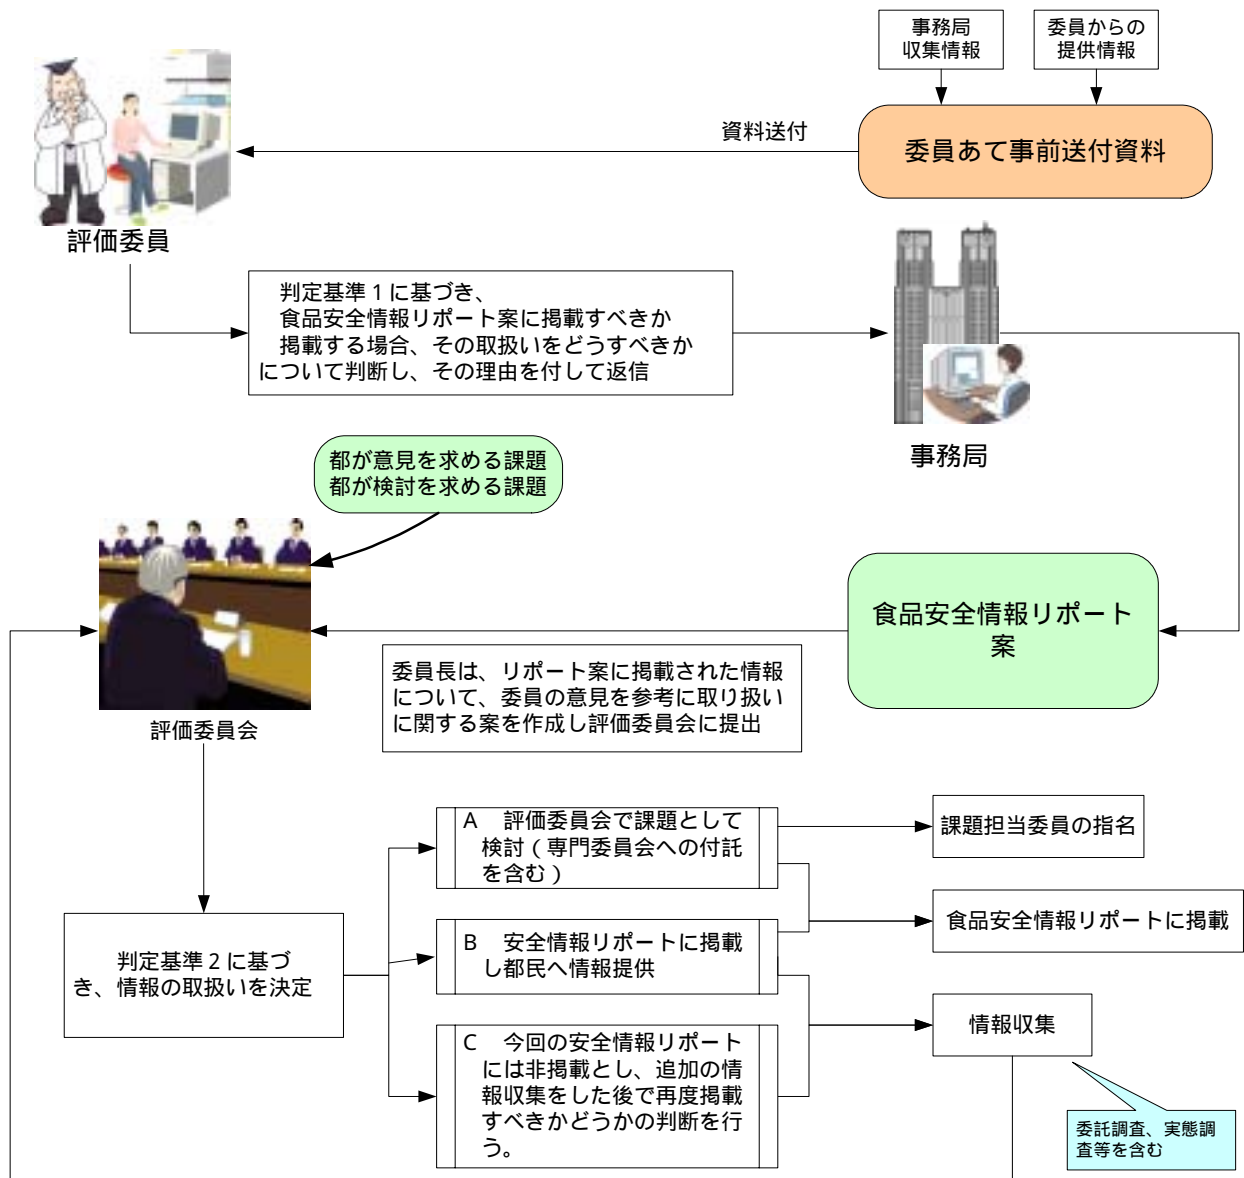 事務局
収集情報
委員からの
提供情報
資料送付
委員あて事前送付資料
評価委員
判定基準1に基づき、
食品安全情報リポート案に掲載すべきか
掲載する場合、その取扱いをどうすべきか
について判断し、その理由を付して返信
事務局
都が意見を求める課題
都が検討を求める課題
食品安全情報リポート
案
委員長は、リポート案に掲載された情報
について、委員の意見を参考に取り扱い
に関する案を作成し評価委員会に提出
評価委員会
A 評価委員会で課題として
検討(専門委員会への付託
を含む)
課題担当委員の指名
食品安全情報リポートに掲載
判定基準2に基づ
き、情報の取扱いを決定
B 安全情報リポートに掲載
し都民へ情報提供
情報収集
C 今回の安全情報リポート
には非掲載とし、追加の情
報収集をした後で再度掲載
すべきかどうかの判断を行
う。
委託調査、実態調
査等を含む